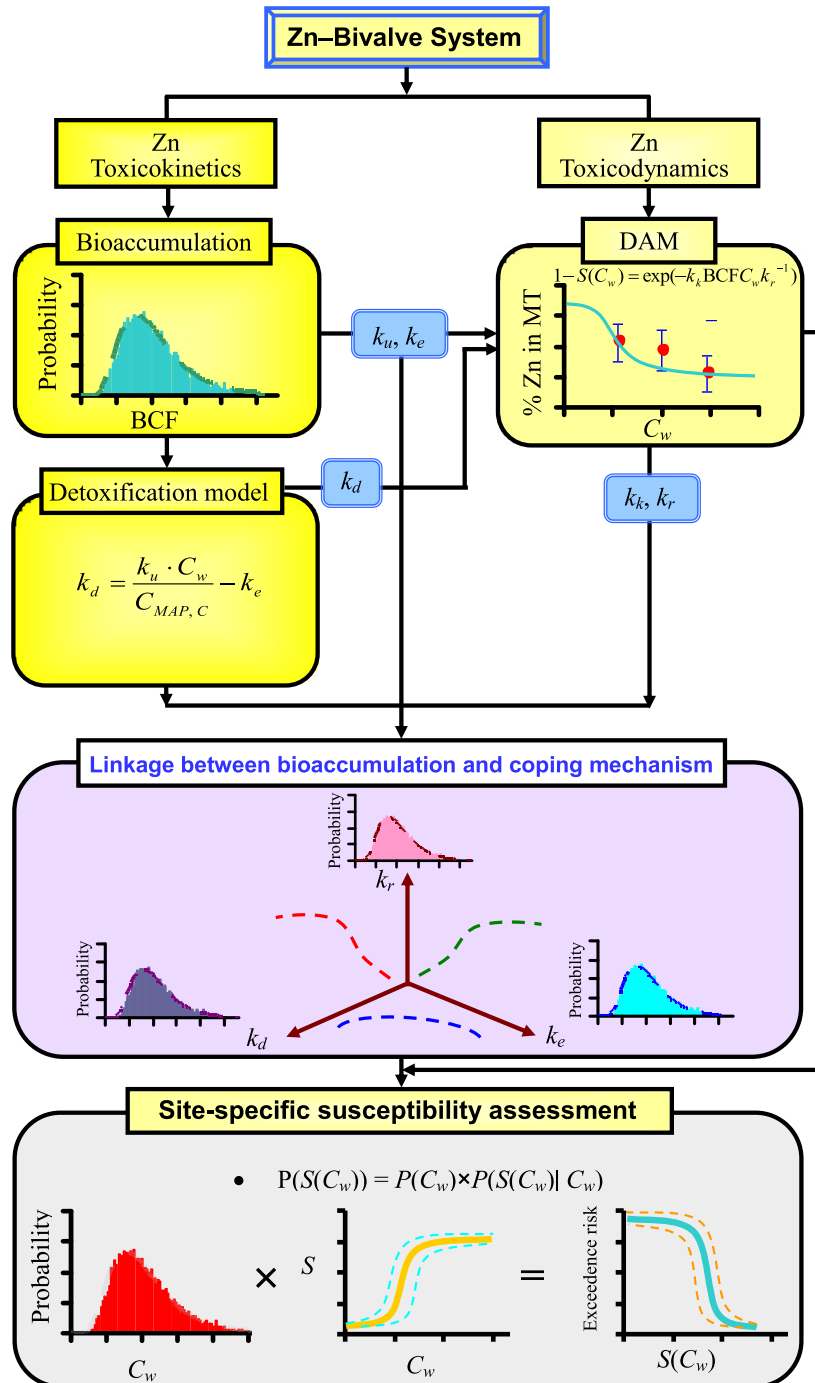 Zn–Bivalve System
Zn
Toxicokinetics
Zn
Toxicodynamics
Bioaccumulation
Probability
BCF
k_u, k_e
DAM
1−S(C_w) = exp(−k_k BCF C_w k_r^{−1})
% Zn in MT
C_w
Detoxification model
k_d
k_k, k_r
k_d = \frac{k_u · C_w}{C_{MAP, C}} − k_e
Linkage between bioaccumulation and coping mechanism
Probability
k_r
Probability
k_d
Probability
k_e
Site-specific susceptibility assessment
• P(S(C_w)) = P(C_w)×P(S(C_w)| C_w)
Probability
C_w
×
S
C_w
=
Exceedence risk
S(C_w)